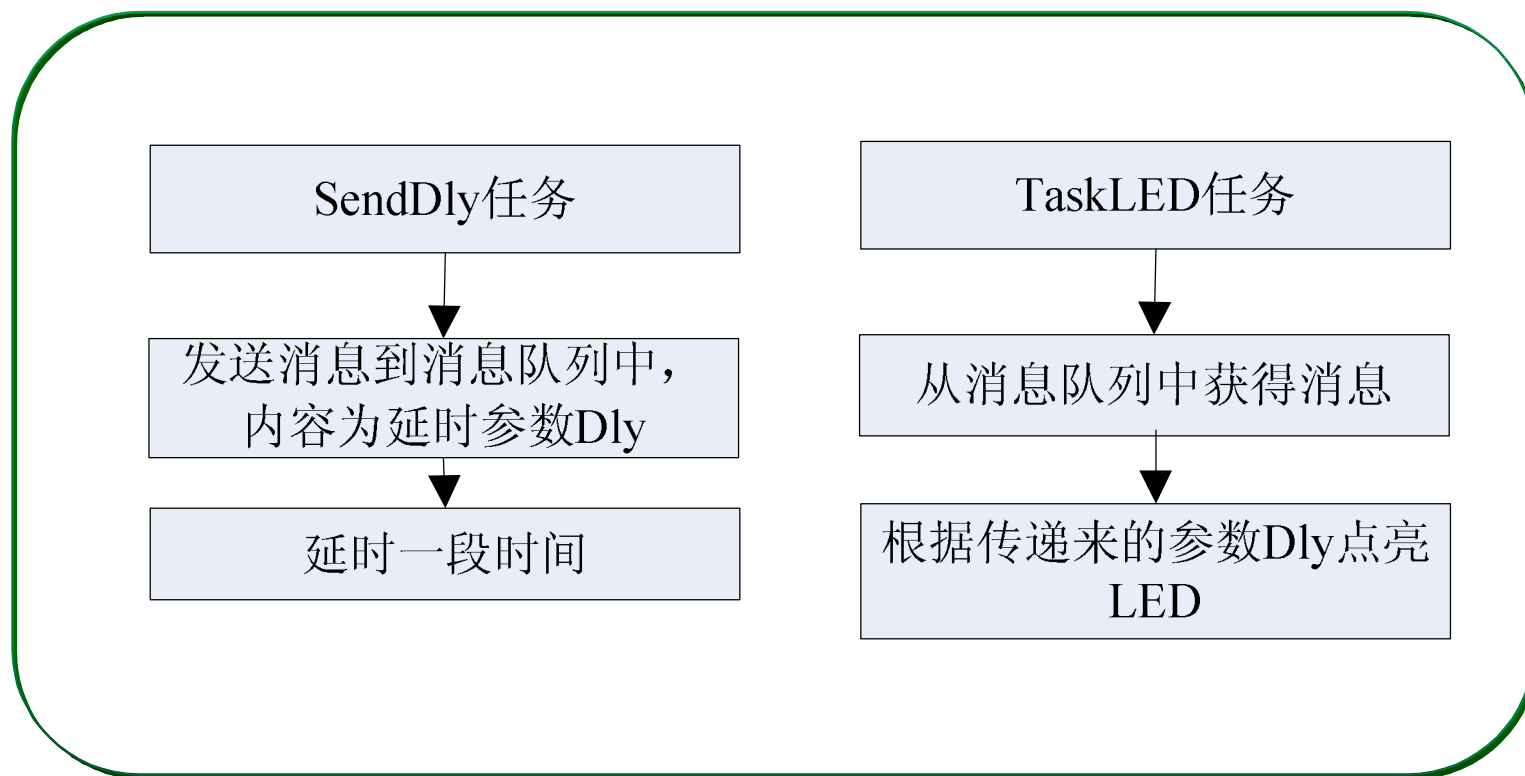 SendDly任务
发送消息到消息队列中，
内容为延时参数Dly
延时一段时间
TaskLED任务
从消息队列中获得消息
根据传递来的参数Dly点亮
LED